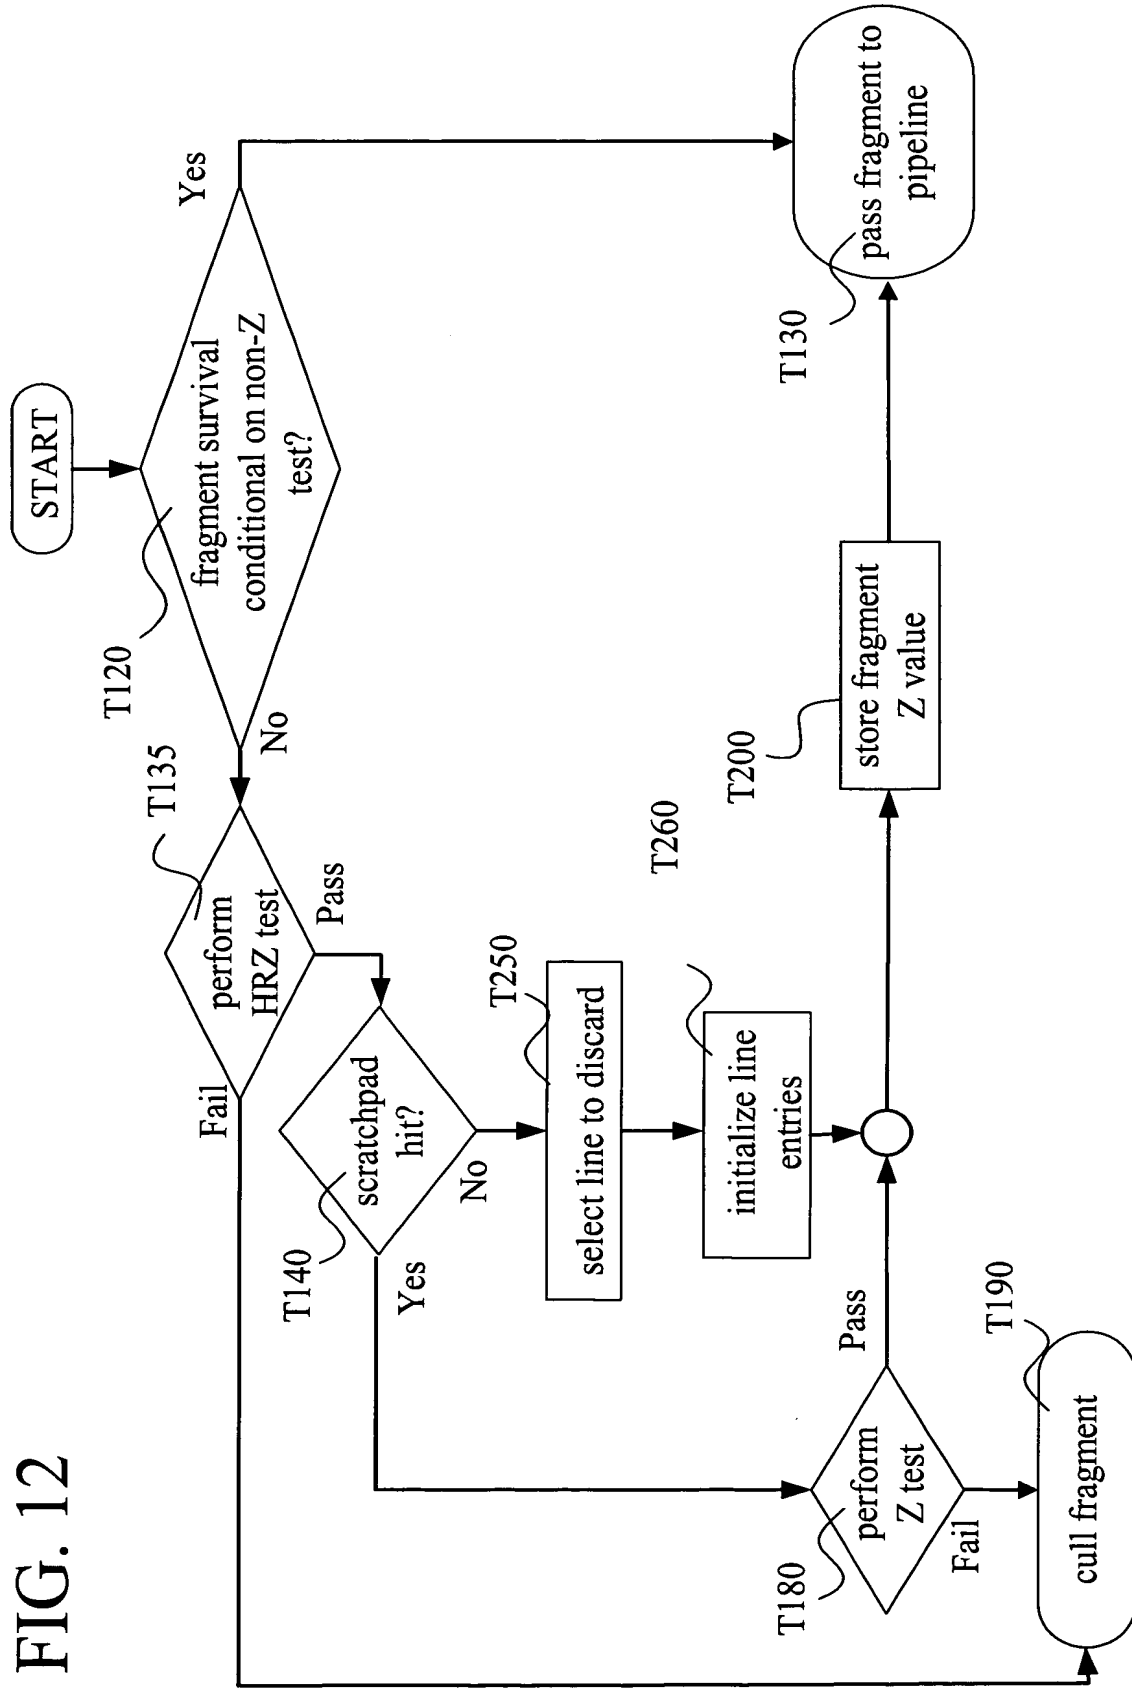 FIG. 12
START
T120
fragment survival
conditional on non-Z
test?
Yes
No
T135
perform
HRZ test
Fail
Pass
T140
scratchpad
hit?
Yes
No
T250
select line to discard
T260
initialize line
entries
T180
perform
Z test
Pass
Fail
T190
cull fragment
T200
store fragment
Z value
T130
pass fragment to
pipeline